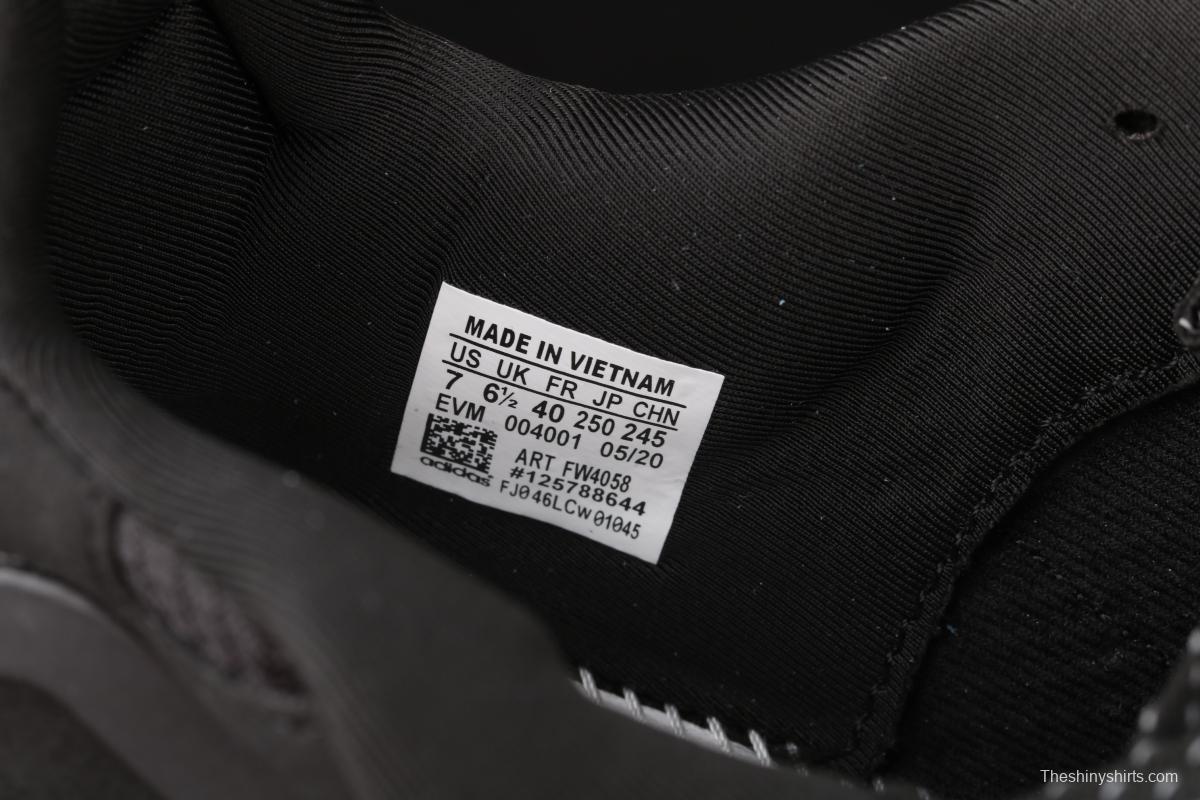 MADE IN VIETNAM
US UK FR JP CHN
7 6½ 40 250 245
EVM 004001 05/20
ART FW4058
#125788644
adidas FJ046LCW01045
Theshinyshirts.com